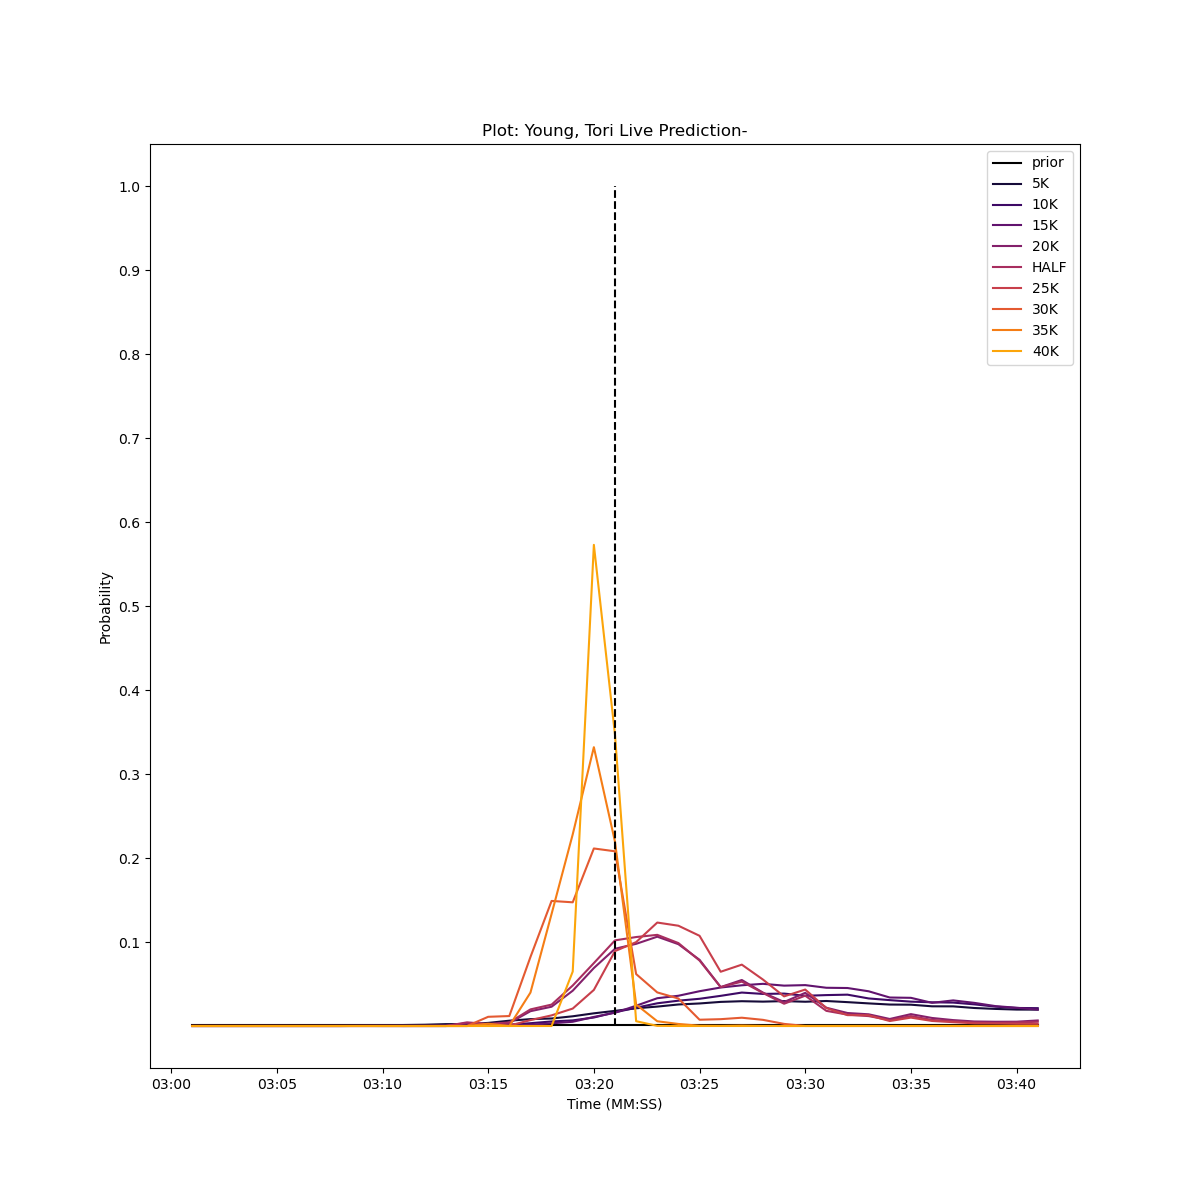 Plot: Young, Tori Live Prediction-
prior
5K
10K
15K
20K
HALF
25K
30K
35K
40K
1.0
0.9
0.8
0.7
0.6
0.5
0.4
0.3
0.2
0.1
Probability
03:00 03:05 03:10 03:15 03:20 03:25 03:30 03:35 03:40
Time (MM:SS)